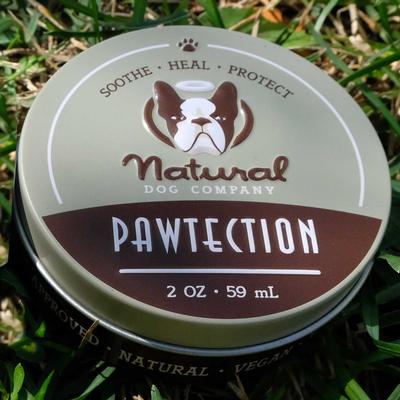 SOOTHE · HEAL · PROTECT
Natural
DOG COMPANY
PAWTECTION
2 OZ · 59 mL
APPROVED · NATURAL · VEGAN